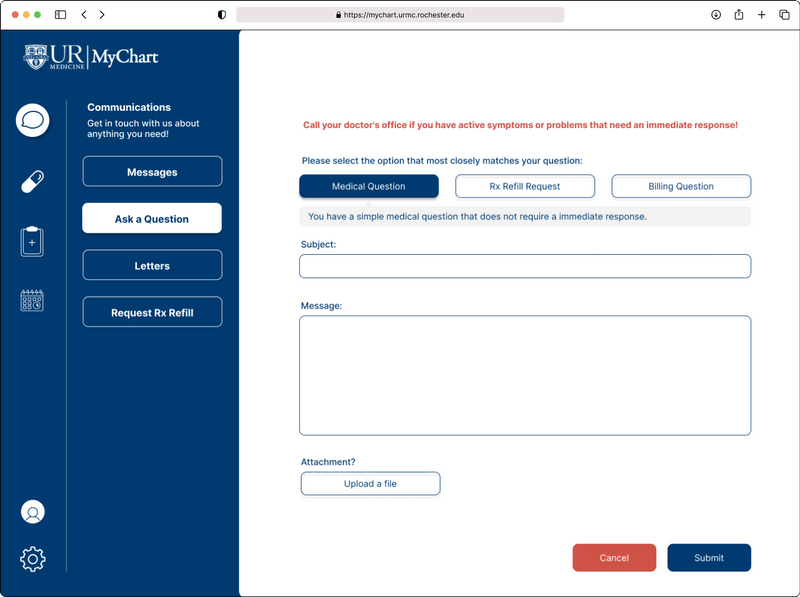 https://mychart.urmc.rochester.edu
UR MEDICINE | MyChart
Communications
Get in touch with us about
anything you need!
Messages
Ask a Question
Letters
Request Rx Refill
Call your doctor's office if you have active symptoms or problems that need an immediate response!
Please select the option that most closely matches your question:
Medical Question
Rx Refill Request
Billing Question
You have a simple medical question that does not require a immediate response.
Subject:
Message:
Attachment?
Upload a file
Cancel
Submit